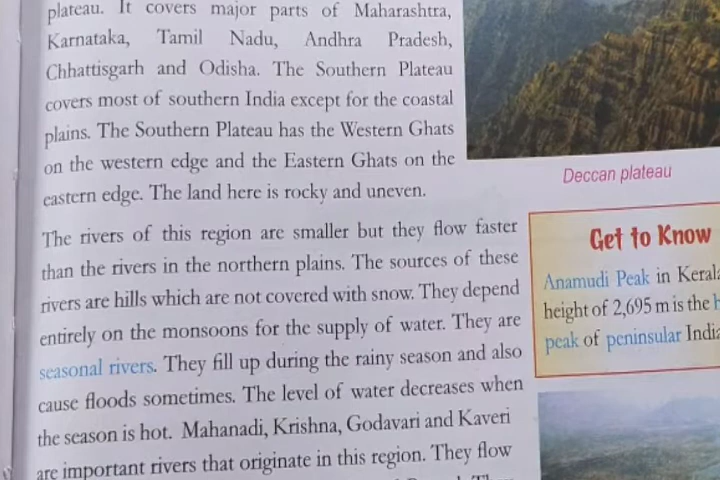 plateau. It covers major parts of Maharashtra,
Karnataka, Tamil Nadu, Andhra Pradesh,
Chhattisgarh and Odisha. The Southern Plateau
covers most of southern India except for the coastal
plains. The Southern Plateau has the Western Ghats
on the western edge and the Eastern Ghats on the
eastern edge. The land here is rocky and uneven.
The rivers of this region are smaller but they flow faster
than the rivers in the northern plains. The sources of these
rivers are hills which are not covered with snow. They depend
entirely on the monsoons for the supply of water. They are
seasonal rivers. They fill up during the rainy season and also
cause floods sometimes. The level of water decreases when
the season is hot. Mahanadi, Krishna, Godavari and Kaveri
are important rivers that originate in this region. They flow
Deccan plateau
Get to Know
Anamudi Peak in Kerala
height of 2,695 m is the
peak of peninsular India